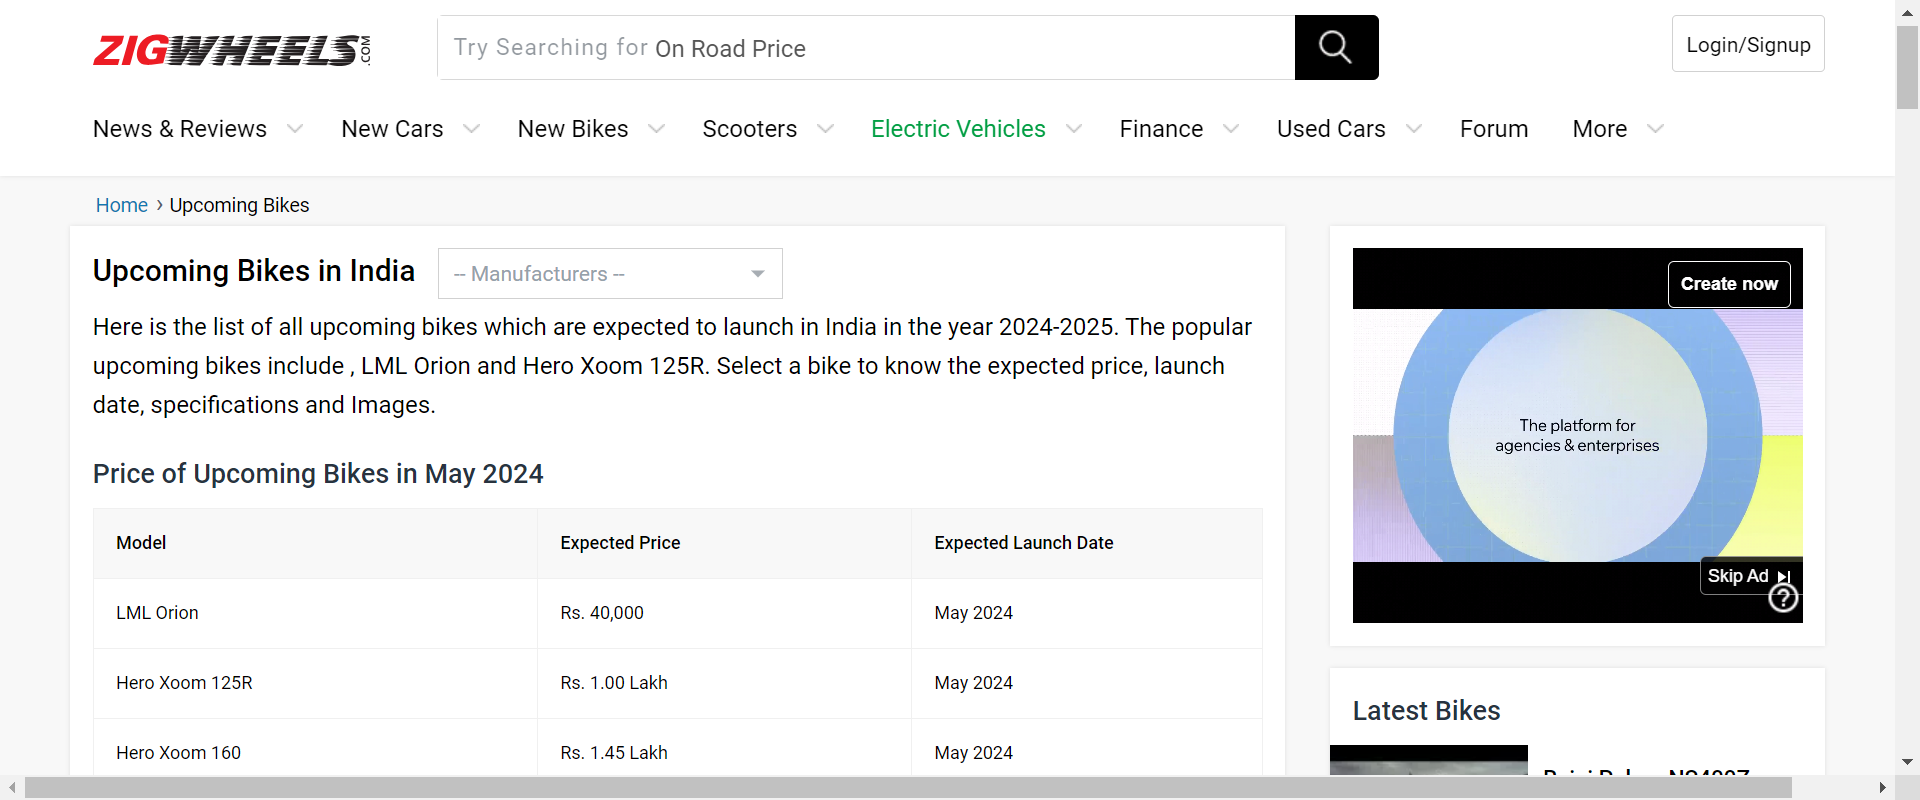 ZIGWHEELS.COM
Try Searching for On Road Price
Login/Signup
News & Reviews New Cars New Bikes Scooters Electric Vehicles Finance Used Cars Forum More
Home › Upcoming Bikes
Upcoming Bikes in India
-- Manufacturers --
Here is the list of all upcoming bikes which are expected to launch in India in the year 2024-2025. The popular
upcoming bikes include , LML Orion and Hero Xoom 125R. Select a bike to know the expected price, launch
date, specifications and Images.
Price of Upcoming Bikes in May 2024
Model Expected Price Expected Launch Date
LML Orion Rs. 40,000 May 2024
Hero Xoom 125R Rs. 1.00 Lakh May 2024
Hero Xoom 160 Rs. 1.45 Lakh May 2024
Create now
The platform for
agencies & enterprises
Skip Ad
?
Latest Bikes